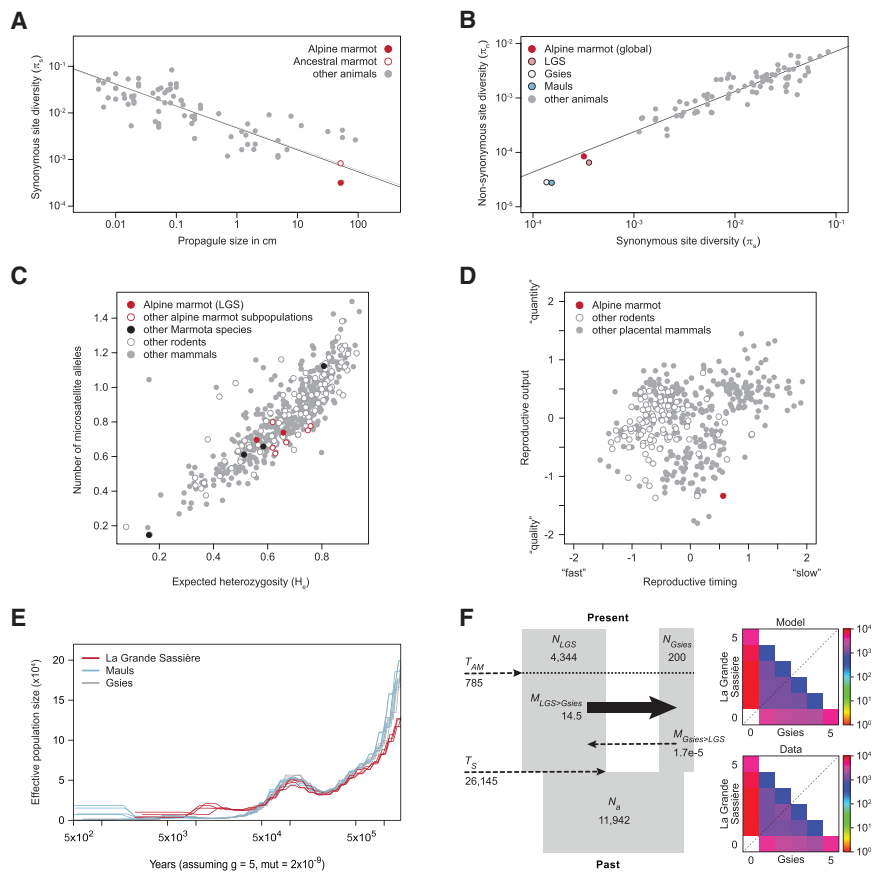 A
Alpine marmot
Ancestral marmot
other animals
Synonymous site diversity (πs)
10-1
10-2
10-3
10-4
0.01
0.1
1
10
100
Propagule size in cm
B
Alpine marmot (global)
LGS
Gsies
Mauls
other animals
Non-synonymous site diversity (πn)
10-2
10-3
10-4
10-5
10-4
10-3
10-2
10-1
Synonymous site diversity (πs)
C
Alpine marmot (LGS)
other alpine marmot subpopulations
other Marmota species
other rodents
other mammals
Number of microsatellite alleles
1.4
1.2
1.0
0.8
0.6
0.4
0.2
0.2
0.4
0.6
0.8
Expected heterozygosity (He)
D
Alpine marmot
other rodents
other placental mammals
Reproductive output
"quantity"
"quality"
2
1
0
-1
-2
-2
-1
0
1
2
"fast"
"slow"
Reproductive timing
E
La Grande Sassière
Mauls
Gsies
Effective population size (x10⁴)
20
15
10
5
0
5x10²
5x10³
5x10⁴
5x10⁵
Years (assuming g = 5, mut = 2x10-9)
F
Present
NLGS
4,344
NGsies
200
TAM
785
MLGS>Gsies
14.5
MGsies>LGS
1.7e-5
TS
26,145
Na
11,942
Past
Model
5
La Grande
Sassière
0
0
Gsies
5
10⁴
10³
10²
10¹
10⁰
Data
5
La Grande
Sassière
0
0
Gsies
5
10⁴
10³
10²
10¹
10⁰